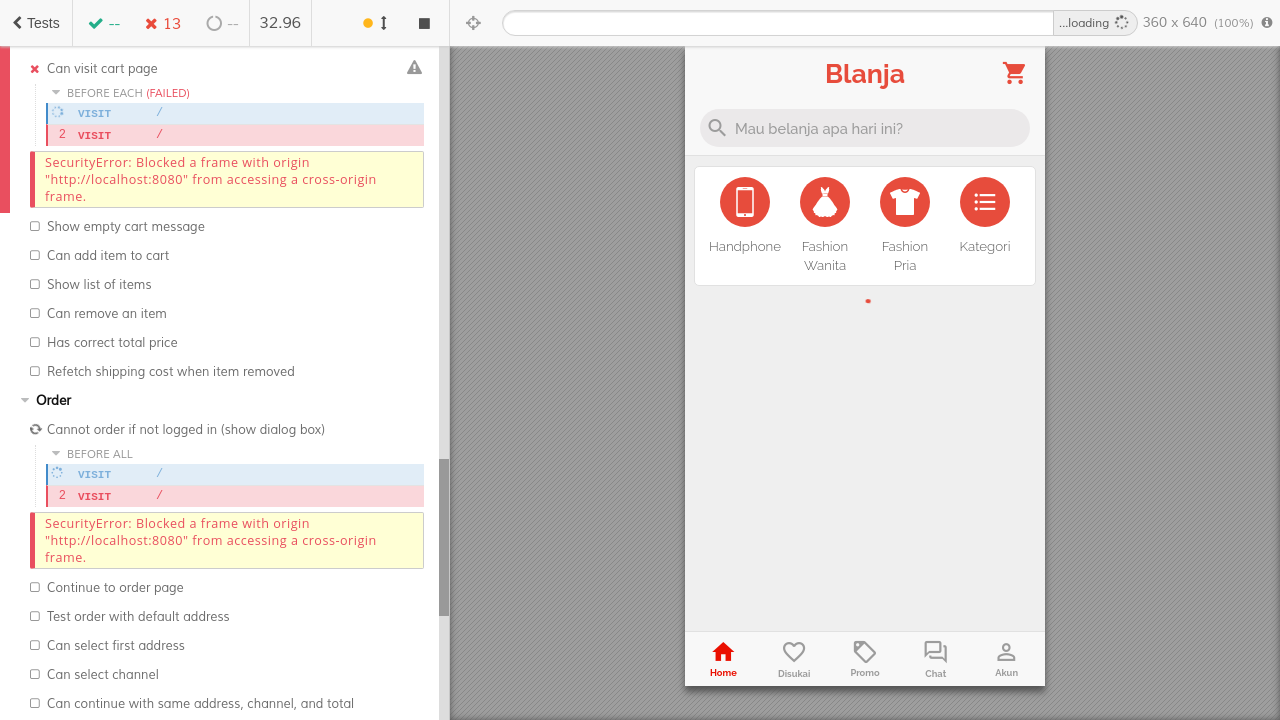 Tests
--
13
--
32.96
...loading
360 x 640 (100%)
Can visit cart page
BEFORE EACH (FAILED)
VISIT /
2 VISIT /
SecurityError: Blocked a frame with origin
"http://localhost:8080" from accessing a cross-origin
frame.
Show empty cart message
Can add item to cart
Show list of items
Can remove an item
Has correct total price
Refetch shipping cost when item removed
Order
Cannot order if not logged in (show dialog box)
BEFORE ALL
VISIT /
2 VISIT /
SecurityError: Blocked a frame with origin
"http://localhost:8080" from accessing a cross-origin
frame.
Continue to order page
Test order with default address
Can select first address
Can select channel
Can continue with same address, channel, and total
Blanja
Mau belanja apa hari ini?
Handphone
Fashion
Wanita
Fashion
Pria
Kategori
Home
Disukai
Promo
Chat
Akun